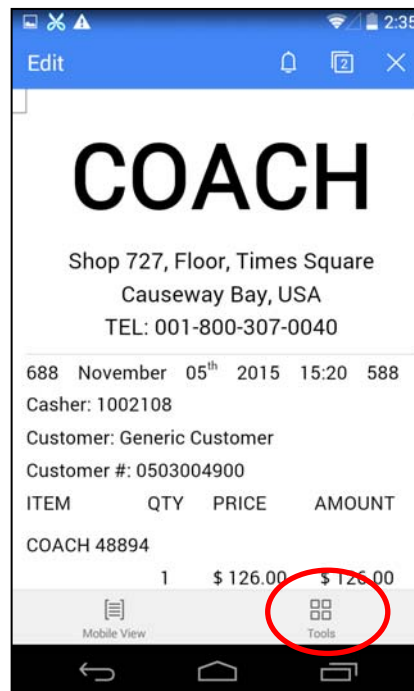 2:35
Edit
2
COACH
Shop 727, Floor, Times Square
Causeway Bay, USA
TEL: 001-800-307-0040
688 November 05th 2015 15:20 588
Casher: 1002108
Customer: Generic Customer
Customer #: 0503004900
ITEM QTY PRICE AMOUNT
COACH 48894
1 $ 126.00 $ 126.00
Mobile View Tools